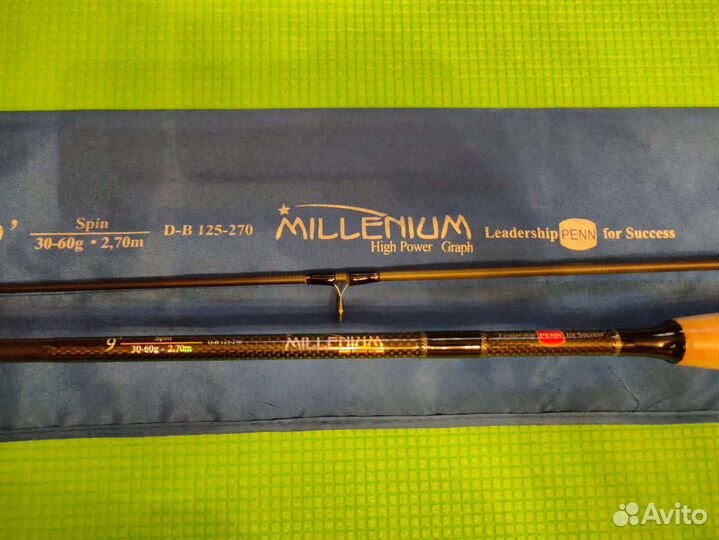 9'
Spin
30-60g • 2,70m
D-B 125-270
MILLENIUM
High Power Graph
Leadership PENN for Success
9'
Spin
30-60g - 2,70m
D-B 125-270
MILLENIUM
Leadership PENN for Success
Avito